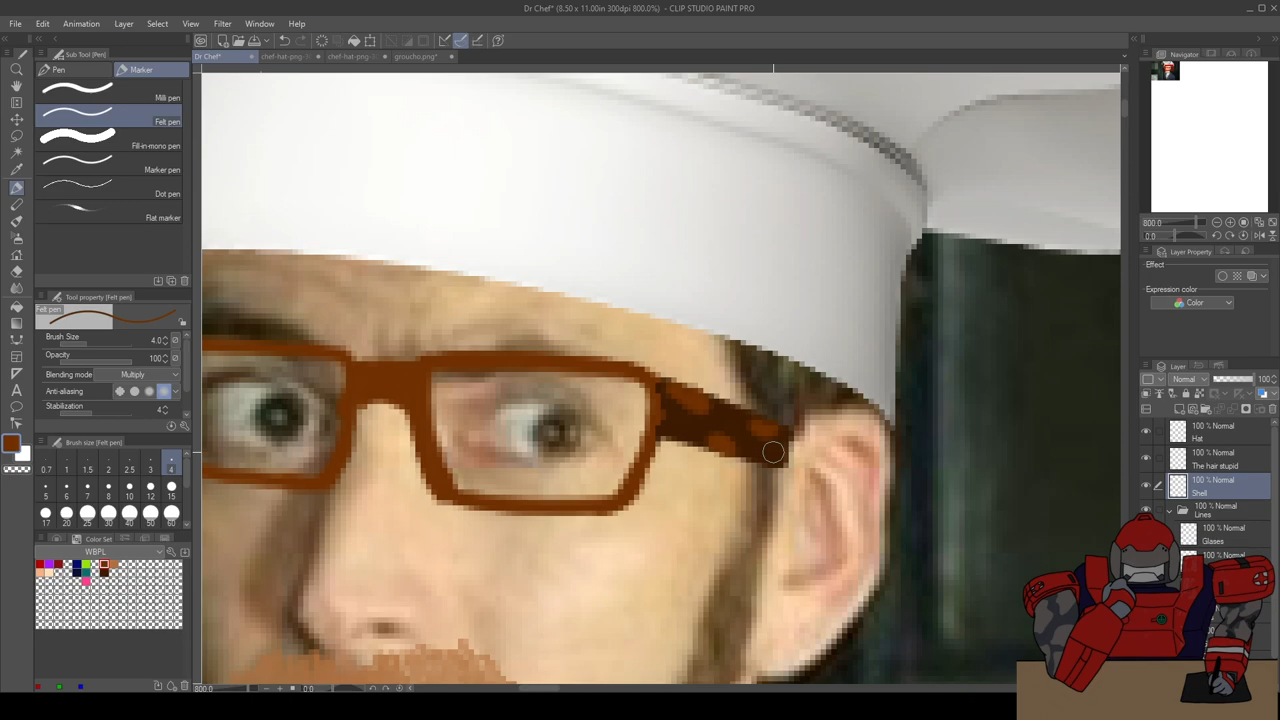 Dr Chef* (8.50 x 11.00in 300dpi 800.0%) - CLIP STUDIO PAINT PRO
File Edit Animation Layer Select View Filter Window Help
Sub Tool [Pen]
Dr Chef*
chef-hat-png-
chef-hat-png-
groucho.png*
Navigator
Pen
Marker
Milli pen
Felt pen
Fill-in-mono pen
Marker pen
Dot pen
Flat marker
800.0
0.0
Layer Property
Effect
Expression color
Color
Tool property [Felt pen]
Felt pen
Brush Size 4.0
Opacity 100
Blending mode Multiply
Anti-aliasing
Stabilization 4
Layer
Normal 100
Brush size [Felt pen]
0.7 1 1.5 2 2.5 3 4
5 6 7 8 10 12 15
17 20 25 30 40 50 60
100 % Normal
Hat
100 % Normal
The hair stupid
100 % Normal
Shell
100 % Normal
Lines
100 % Normal
Glases
100 % Normal
Color Set
WBPL
800.0
0.0